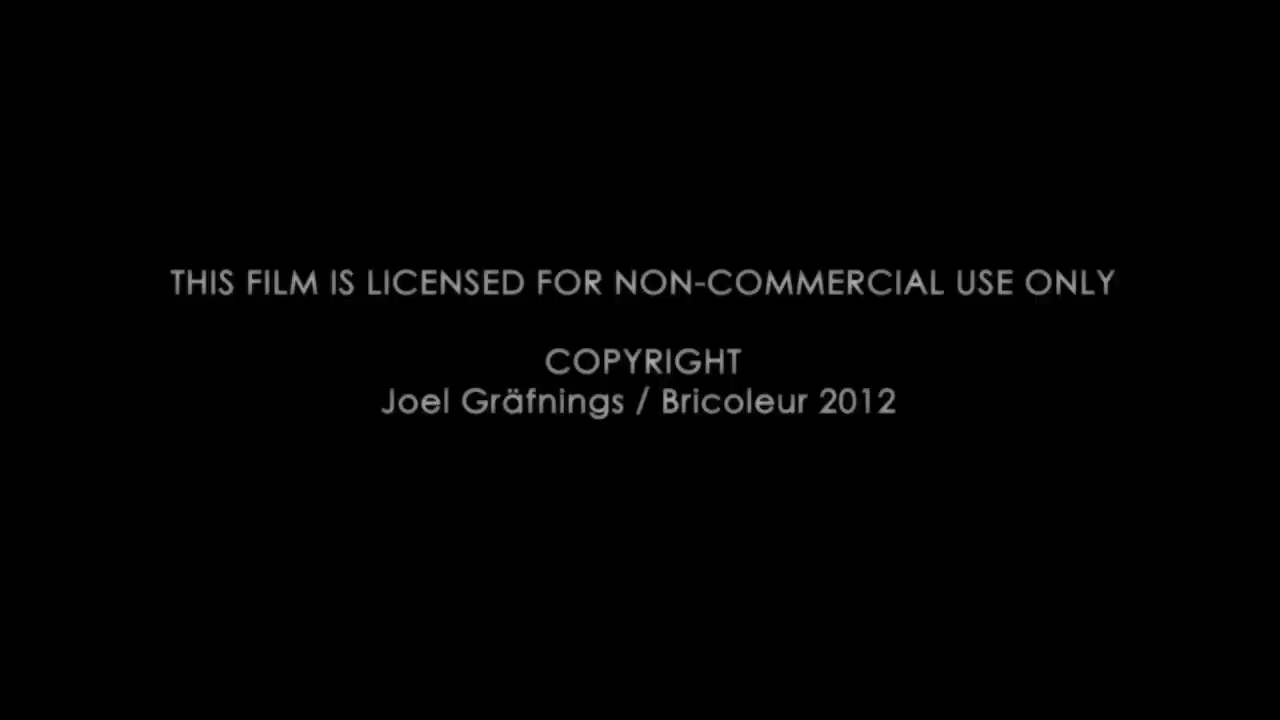 THIS FILM IS LICENSED FOR NON-COMMERCIAL USE ONLY
COPYRIGHT
Joel Gräfnings / Bricoleur 2012